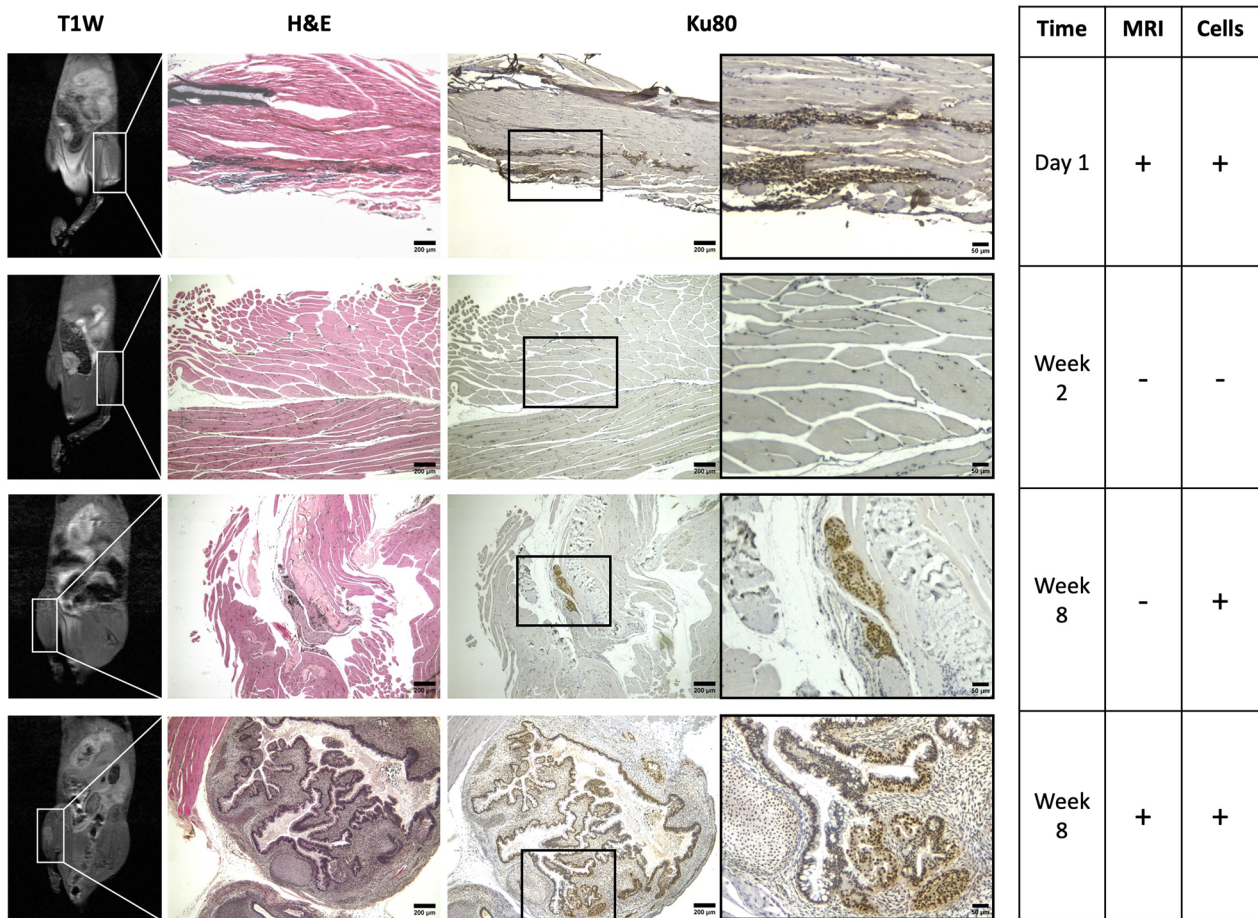 T1W H&E Ku80 Time MRI Cells
200 µm 200 µm 50 µm
Day 1 + +
200 µm 200 µm 50 µm
Week 2 - -
200 µm 200 µm 50 µm
Week 8 - +
200 µm 200 µm 50 µm
Week 8 + +